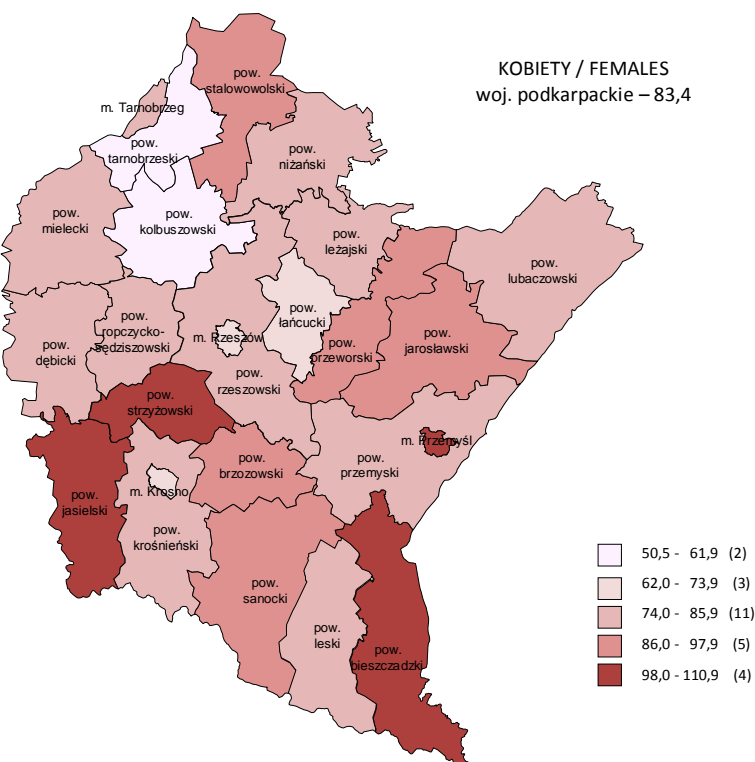 KOBIETY / FEMALES
woj. podkarpackie – 83,4
pow.
stalowowolski
m. Tarnobrzeg
pow.
tarnobrzeski
pow.
niżański
pow.
mielecki
pow.
kolbuszowski
pow.
leżajski
pow.
lubaczowski
pow.
ropczycko-
sędziszowski
pow.
łańcucki
m. Rzeszów
pow.
dębicki
pow.
przeworski
pow.
jarosławski
pow.
rzeszowski
pow.
strzyżowski
m. Przemyśl
pow.
przemyski
pow.
brzozowski
m. Krosno
pow.
jasielski
pow.
krośnieński
pow.
sanocki
pow.
leski
pow.
bieszczadzki
50,5 - 61,9 (2)
62,0 - 73,9 (3)
74,0 - 85,9 (11)
86,0 - 97,9 (5)
98,0 - 110,9 (4)